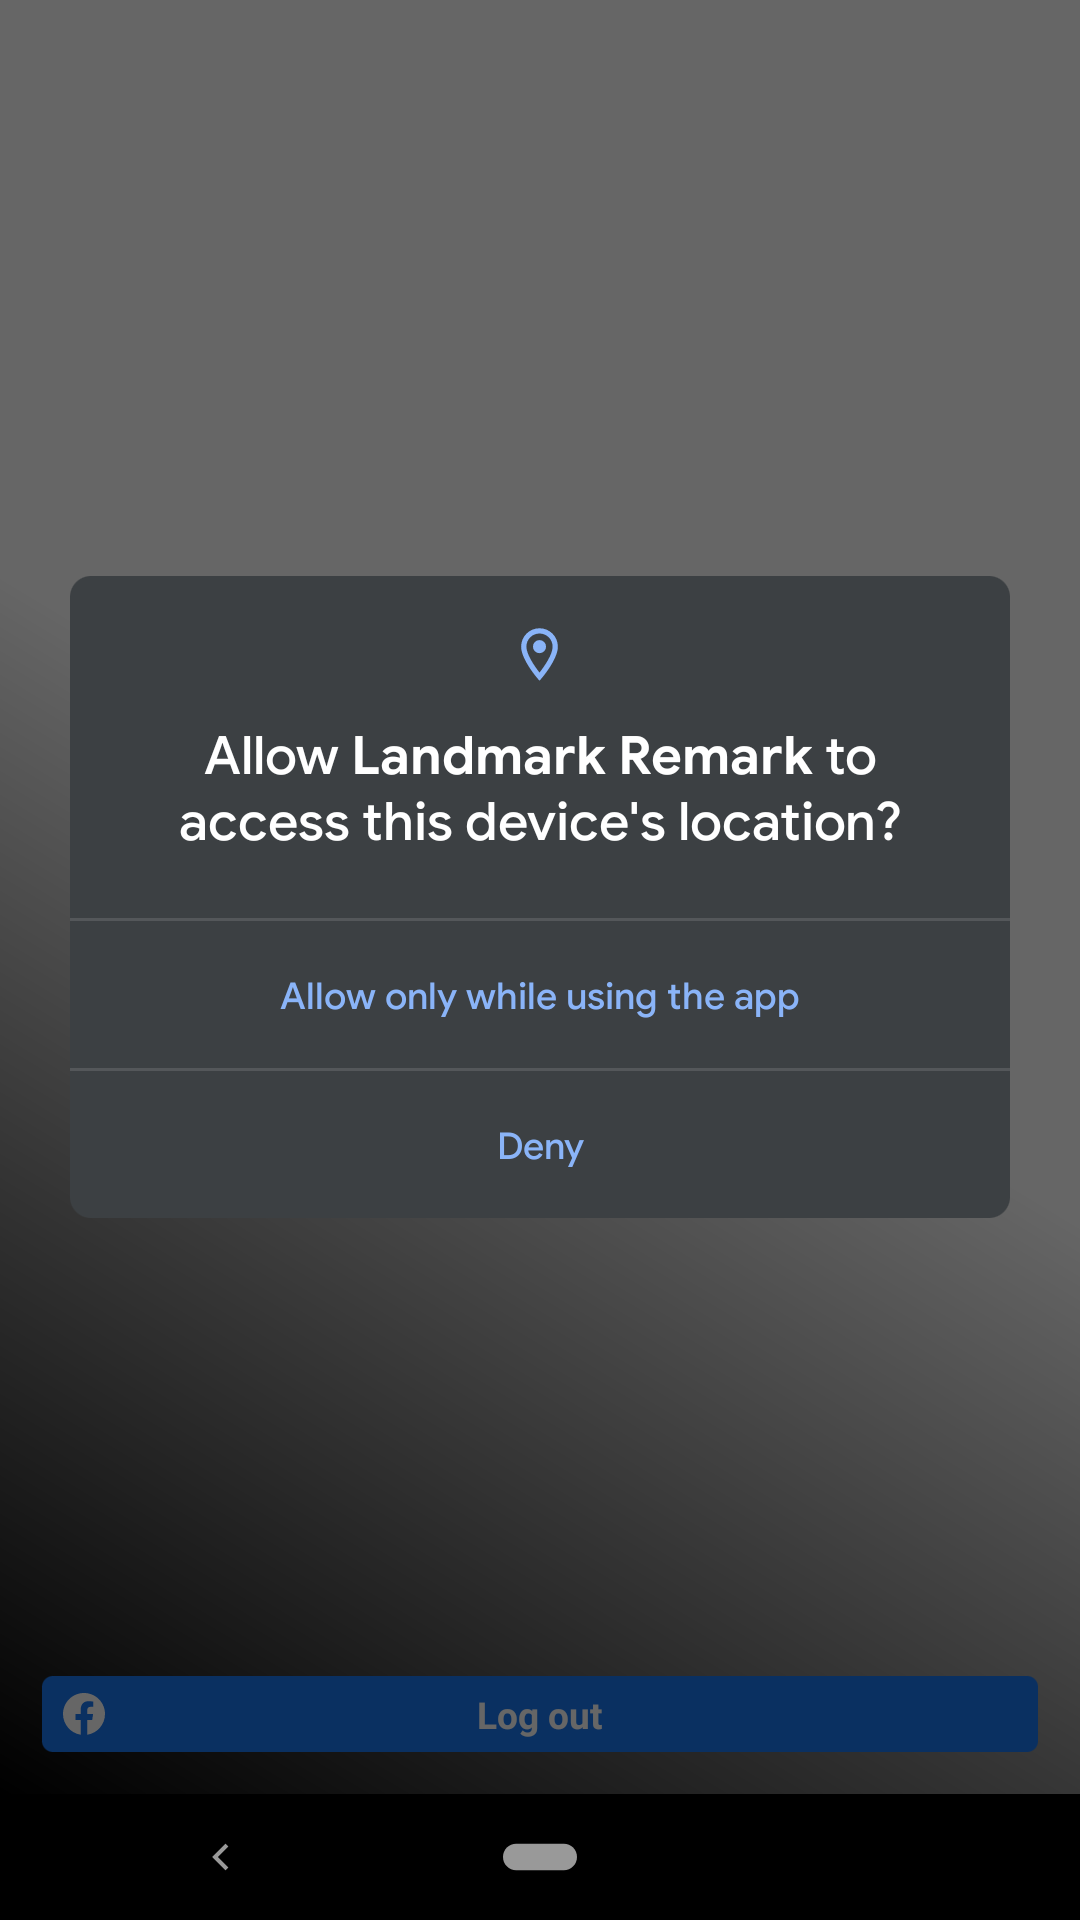 Allow Landmark Remark to
access this device's location?
Allow only while using the app
Deny
Log out